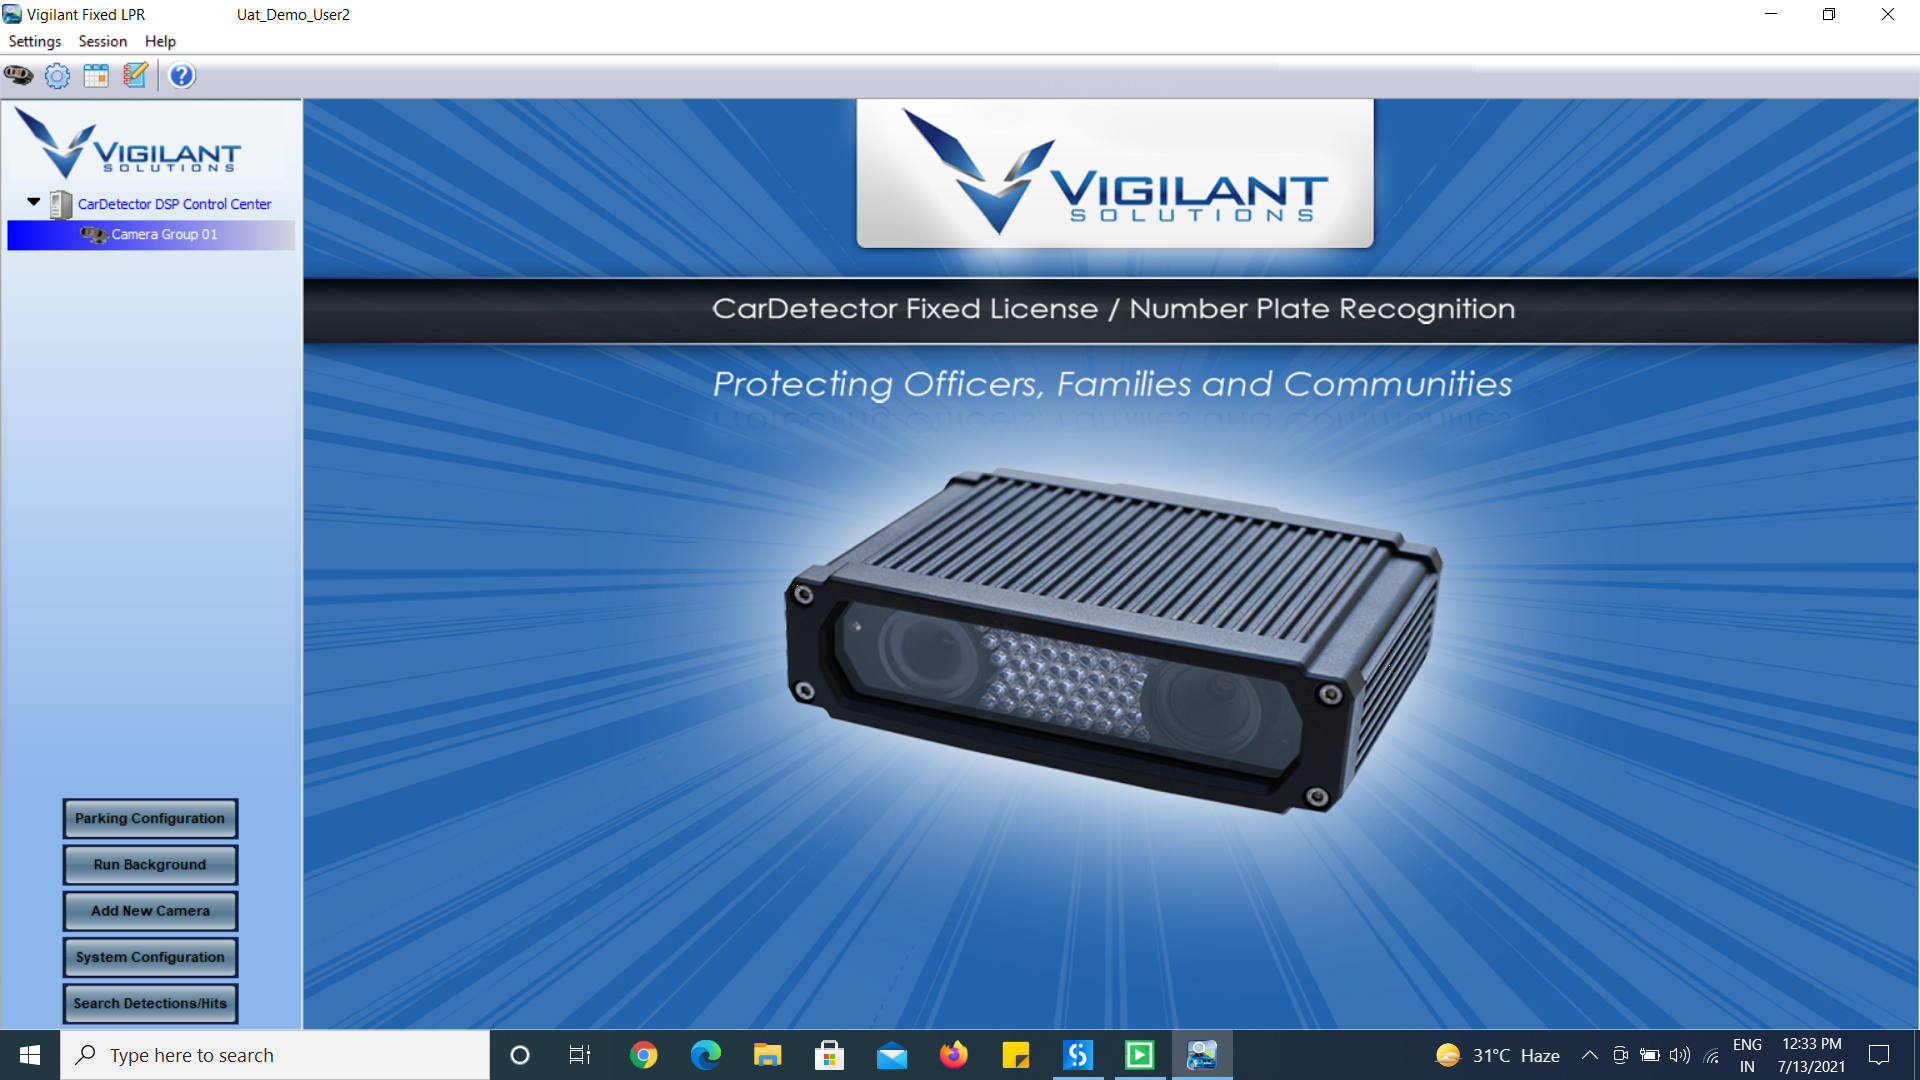 Vigilant Fixed LPR
Uat_Demo_User2
Settings Session Help
VIGILANT
SOLUTIONS
CarDetector DSP Control Center
Camera Group 01
VIGILANT
SOLUTIONS
CarDetector Fixed License / Number Plate Recognition
Protecting Officers, Families and Communities
Parking Configuration
Run Background
Add New Camera
System Configuration
Search Detections/Hits
Type here to search
31°C Haze
ENG
IN
12:33 PM
7/13/2021